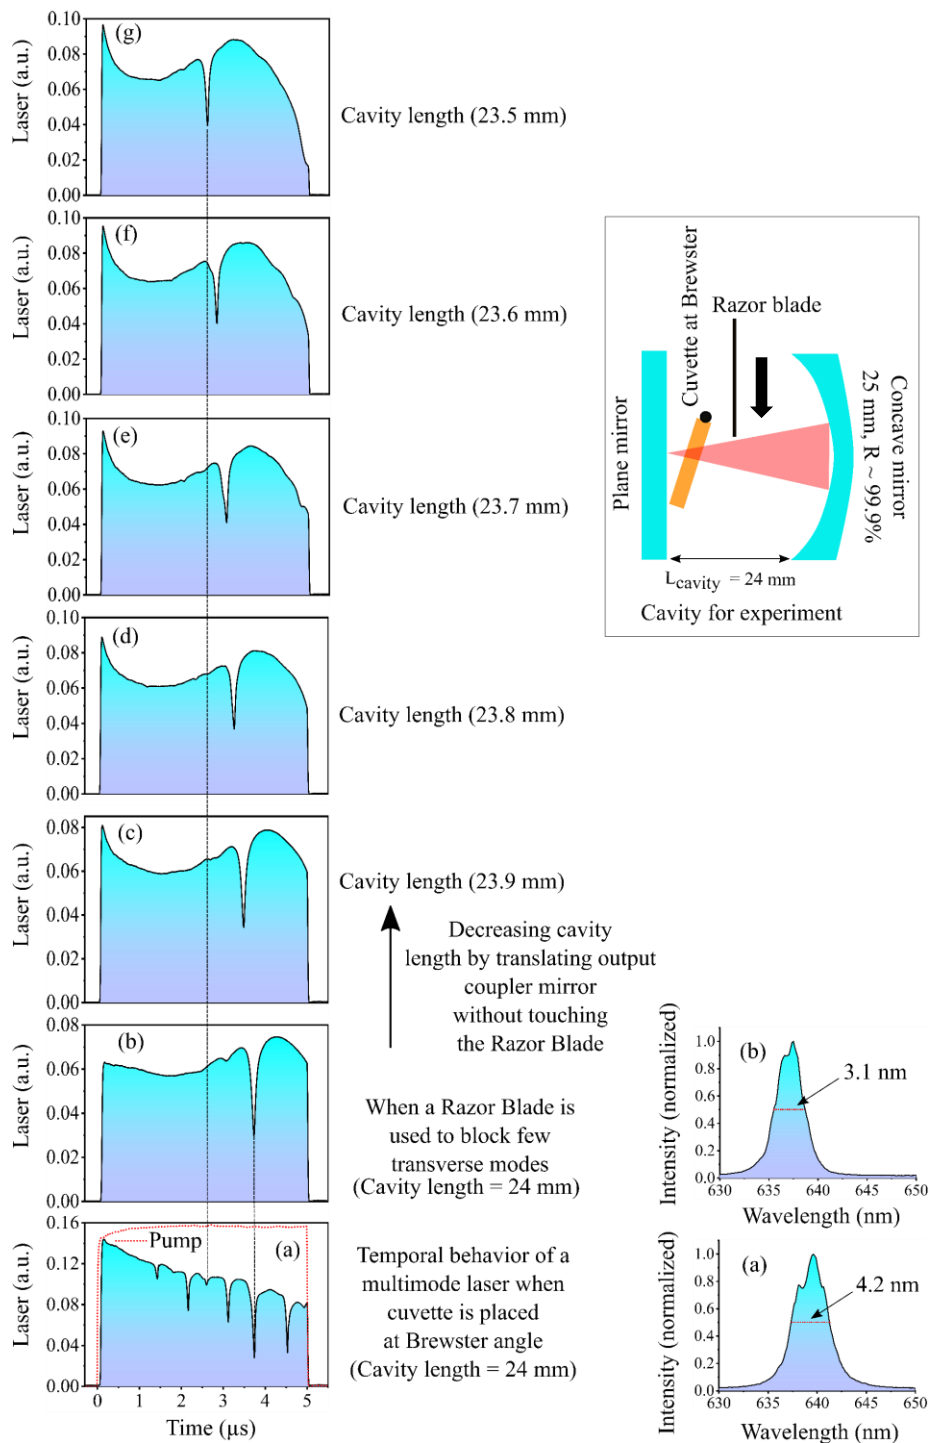 0.10
0.08
0.06
0.04
0.02
0.00
Laser (a.u.)
(g)
Cavity length (23.5 mm)
0.10
0.08
0.06
0.04
0.02
0.00
Laser (a.u.)
(f)
Cavity length (23.6 mm)
0.10
0.08
0.06
0.04
0.02
0.00
Laser (a.u.)
(e)
Cavity length (23.7 mm)
0.10
0.08
0.06
0.04
0.02
0.00
Laser (a.u.)
(d)
Cavity length (23.8 mm)
0.08
0.06
0.04
0.02
0.00
Laser (a.u.)
(c)
Cavity length (23.9 mm)
Decreasing cavity
length by translating output
coupler mirror
without touching
the Razor Blade
0.08
0.06
0.04
0.02
0.00
Laser (a.u.)
(b)
When a Razor Blade is
used to block few
transverse modes
(Cavity length = 24 mm)
0.16
0.12
0.08
0.04
0.00
Laser (a.u.)
Pump
(a)
0 1 2 3 4 5
Time (µs)
Temporal behavior of a
multimode laser when
cuvette is placed
at Brewster angle
(Cavity length = 24 mm)
Plane mirror
Cuvette at Brewster
Razor blade
Concave mirror
25 mm, R ~ 99.9%
Lcavity = 24 mm
Cavity for experiment
Intensity (normalized)
1.0
0.8
0.6
0.4
0.2
0.0
(b)
3.1 nm
630 635 640 645 650
Wavelength (nm)
Intensity (normalized)
1.0
0.8
0.6
0.4
0.2
0.0
(a)
4.2 nm
630 635 640 645 650
Wavelength (nm)